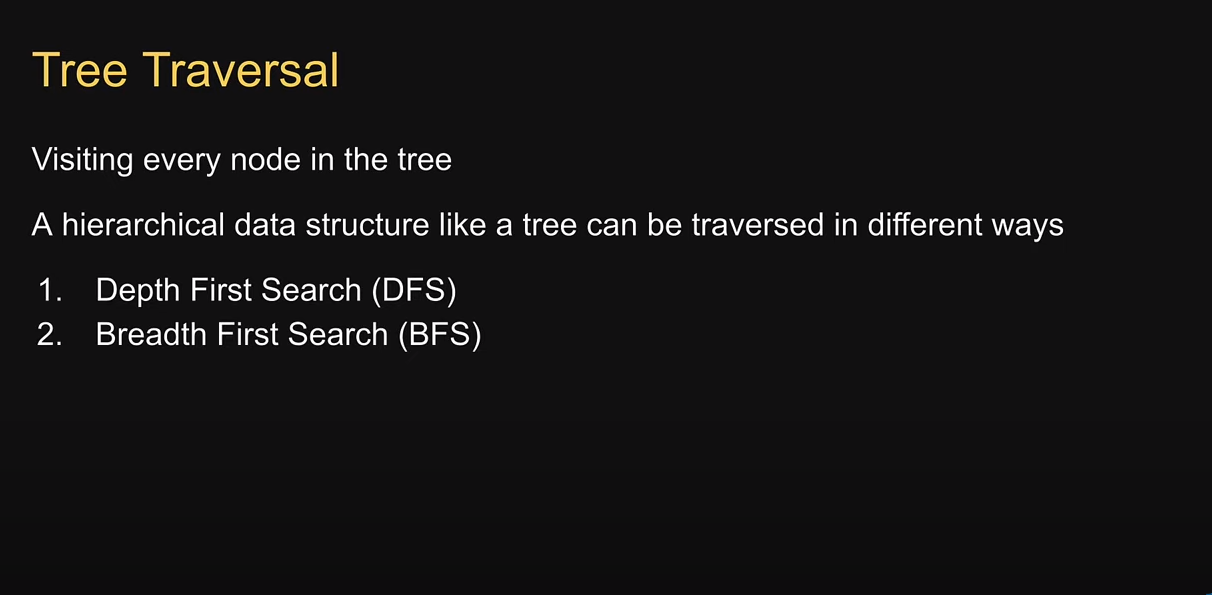 Tree Traversal
Visiting every node in the tree
A hierarchical data structure like a tree can be traversed in different ways
1. Depth First Search (DFS)
2. Breadth First Search (BFS)